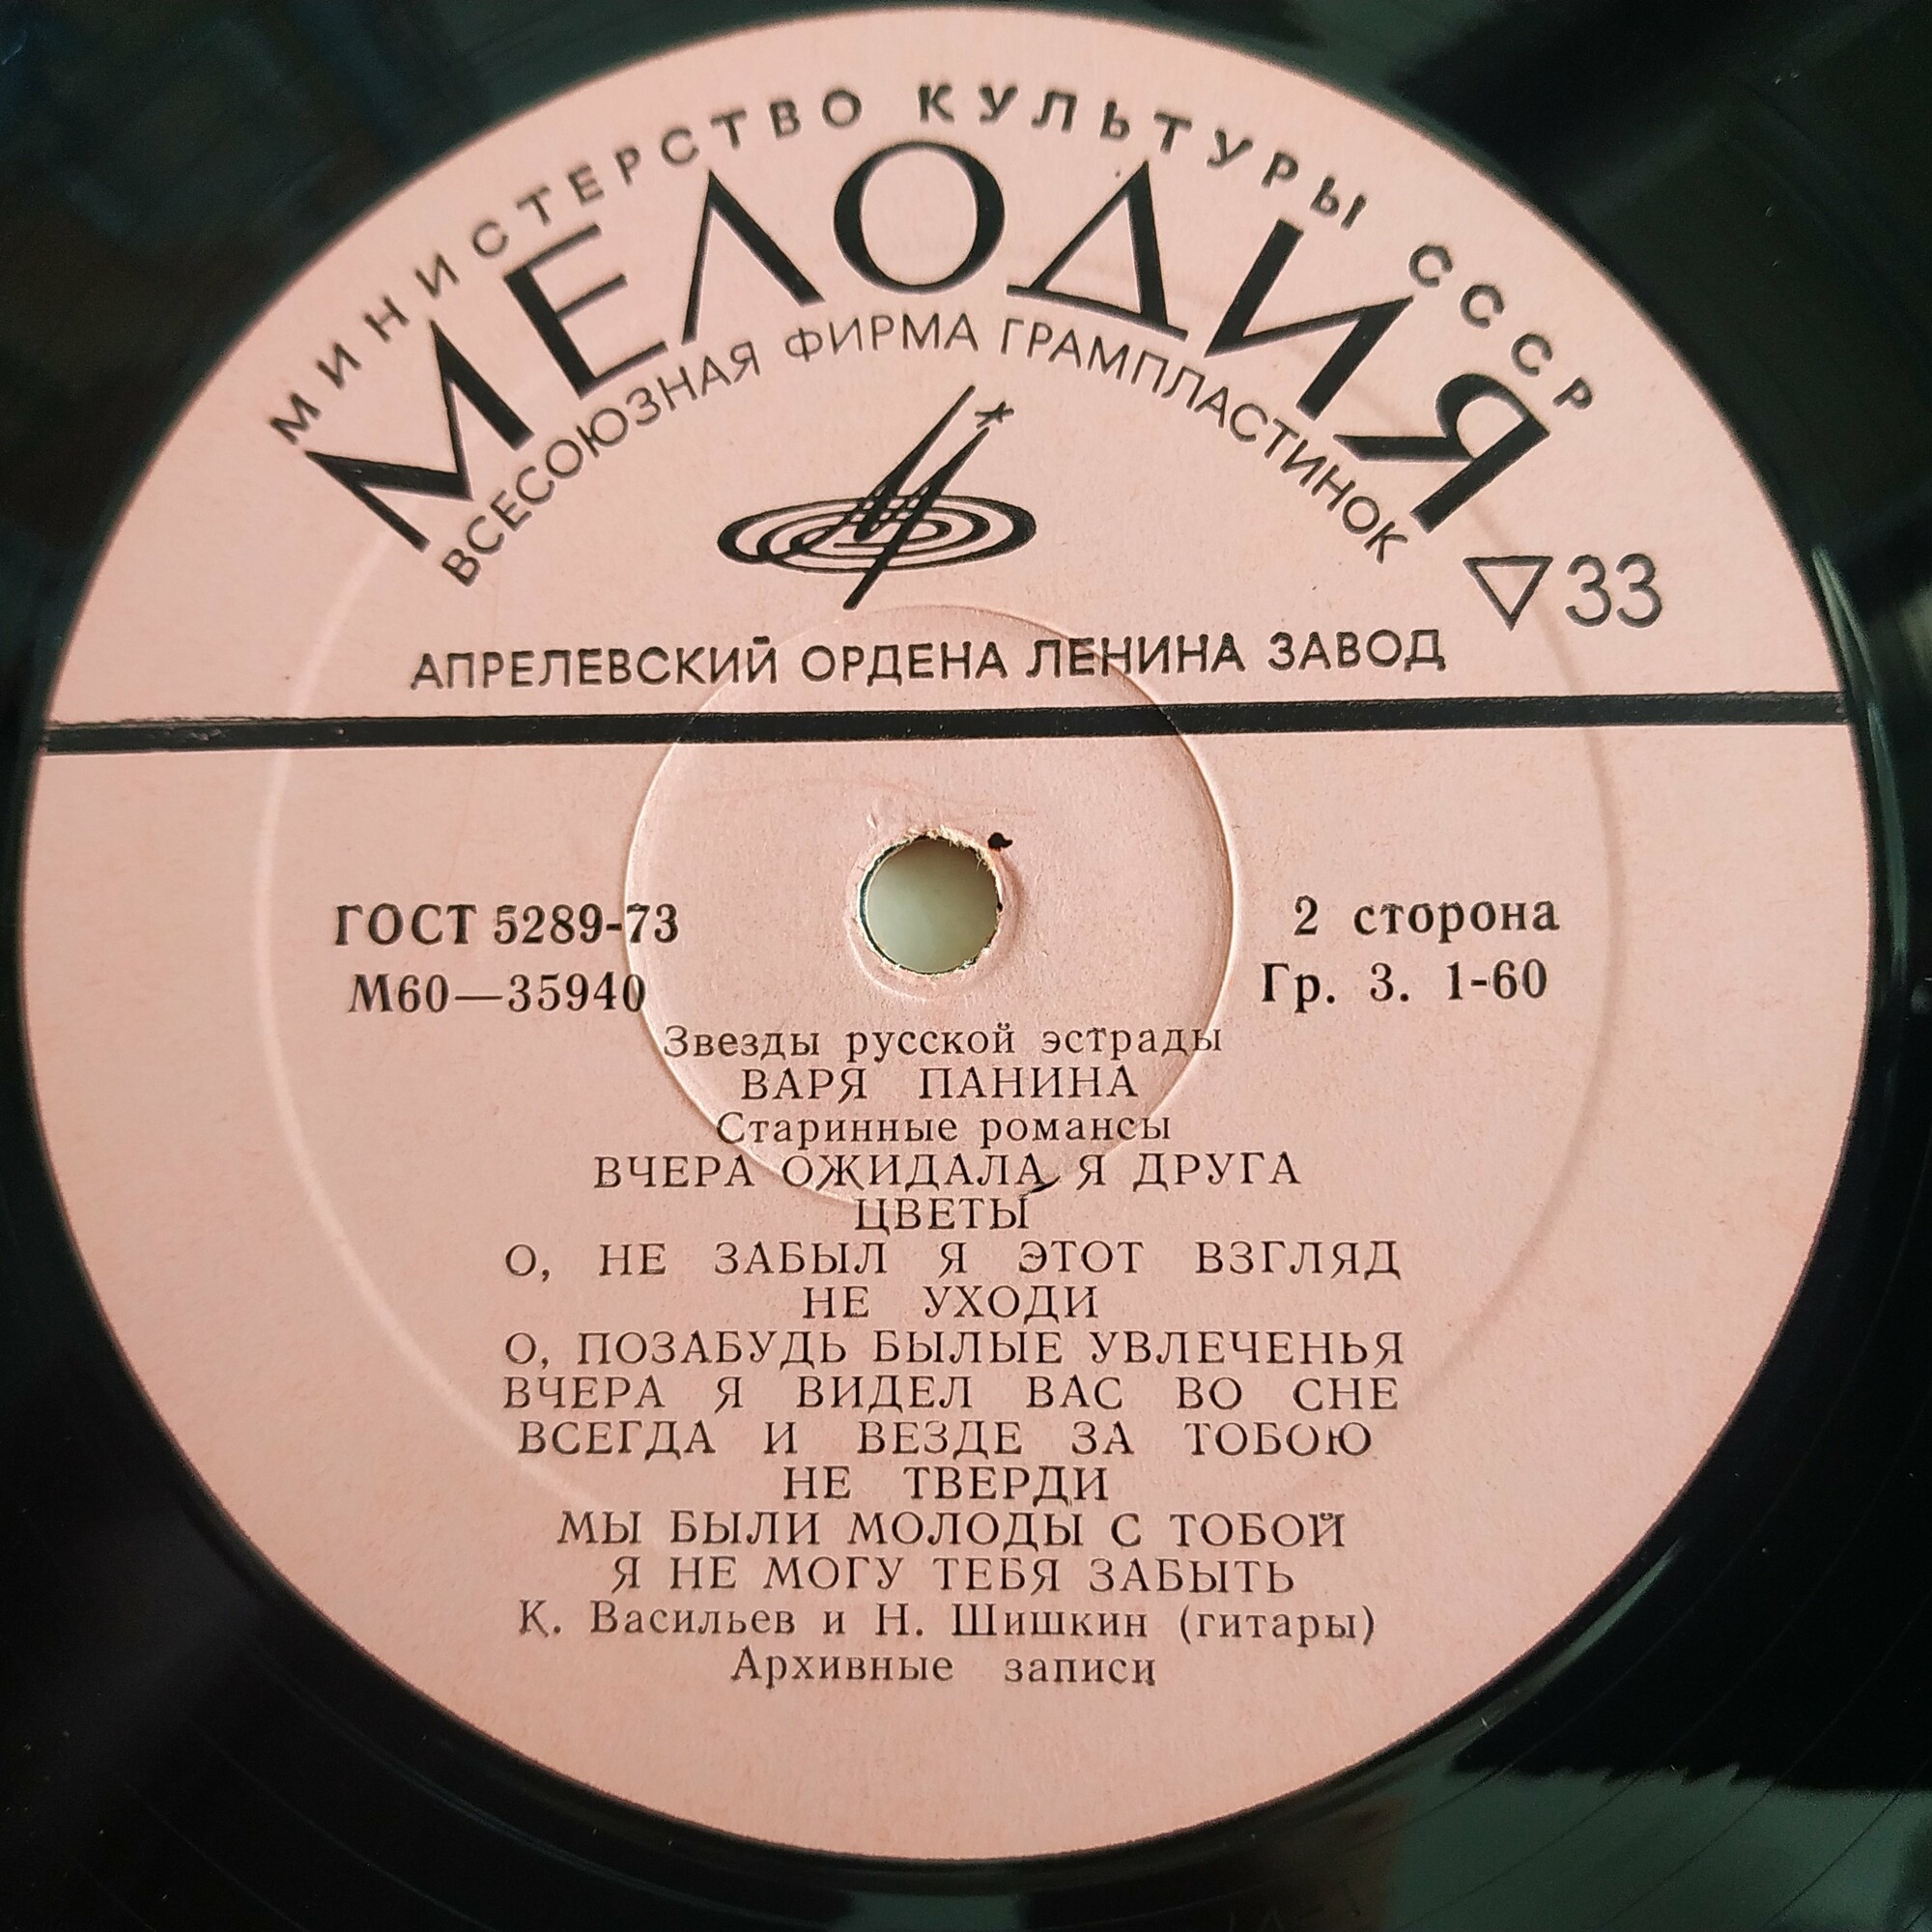 МИНИСТЕРСТВО КУЛЬТУРЫ СССР
МЕЛОДИЯ
ВСЕСОЮЗНАЯ ФИРМА ГРАМПЛАСТИНОК
33
АПРЕЛЕВСКИЙ ОРДЕНА ЛЕНИНА ЗАВОД
ГОСТ 5289-73
2 сторона
М60—35940
Гр. 3. 1-60
Звезды русской эстрады
ВАРЯ ПАНИНА
Старинные романсы
ВЧЕРА ОЖИДАЛА Я ДРУГА
ЦВЕТЫ
О, НЕ ЗАБЫЛ Я ЭТОТ ВЗГЛЯД
НЕ УХОДИ
О, ПОЗАБУДЬ БЫЛЫЕ УВЛЕЧЕНЬЯ
ВЧЕРА Я ВИДЕЛ ВАС ВО СНЕ
ВСЕГДА И ВЕЗДЕ ЗА ТОБОЮ
НЕ ТВЕРДИ
МЫ БЫЛИ МОЛОДЫ С ТОБОЙ
Я НЕ МОГУ ТЕБЯ ЗАБЫТЬ
К. Васильев и Н. Шишкин (гитары)
Архивные записи